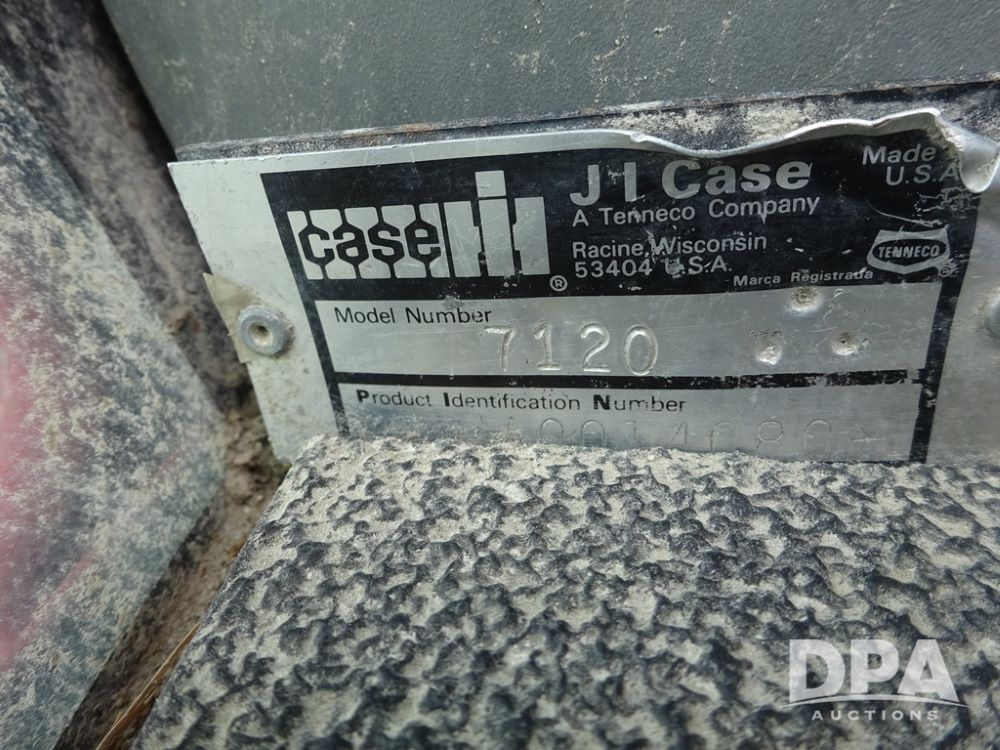 case IH ®
J I Case
A Tenneco Company
Racine, Wisconsin
53404 U.S.A.
Made
U.S.A
TENNECO ®
Marca Registrada
Model Number
7120
Product Identification Number
DPA
AUCTIONS